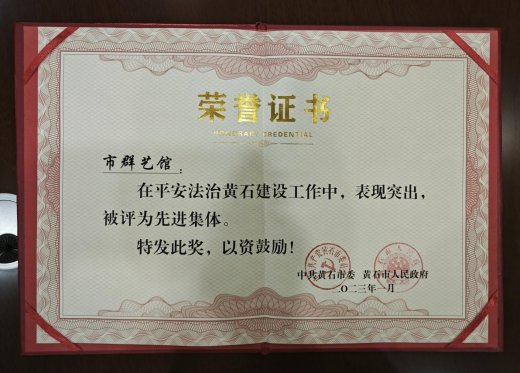 荣誉证书
HONORARY CREDENTIAL
市群艺馆：
在平安法治黄石建设工作中，表现突出，
被评为先进集体。
特发此奖，以资鼓励！
中共黄石市委 黄石市人民政府
二〇二三年一月